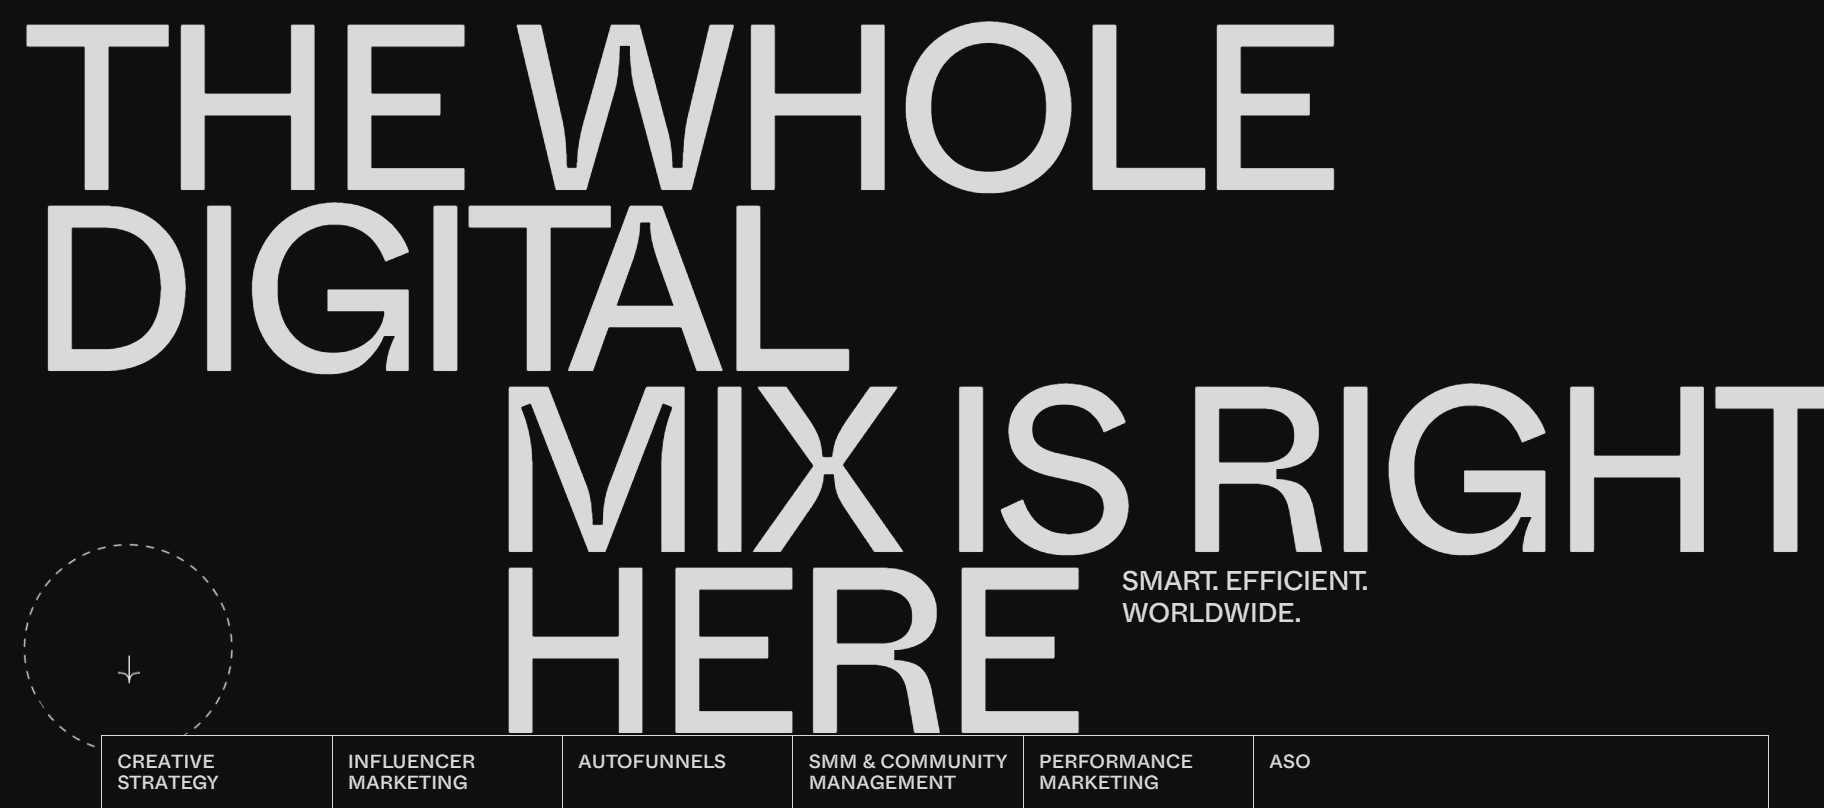 THE WHOLE
DIGITAL
MIX IS RIGHT
HERE
SMART. EFFICIENT.
WORLDWIDE.
CREATIVE
STRATEGY
INFLUENCER
MARKETING
AUTOFUNNELS
SMM & COMMUNITY
MANAGEMENT
PERFORMANCE
MARKETING
ASO